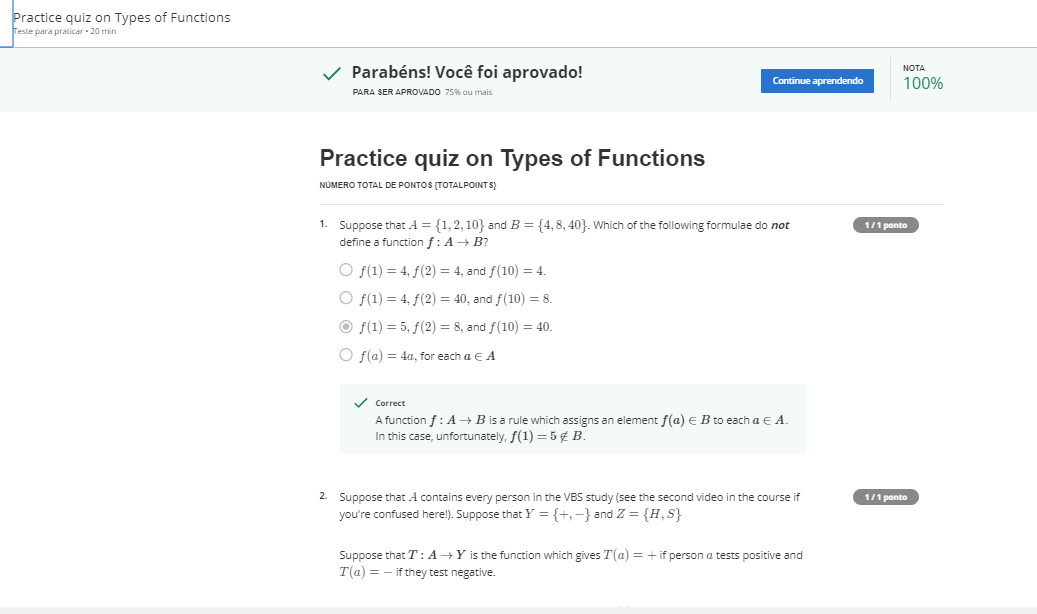 Practice quiz on Types of Functions
Teste para praticar • 20 min
Parabéns! Você foi aprovado!
PARA SER APROVADO 75% ou mais
Continue aprendendo
NOTA
100%
Practice quiz on Types of Functions
NÚMERO TOTAL DE PONTOS {TOTALPOINTS}
1. Suppose that A = {1, 2, 10} and B = {4, 8, 40}. Which of the following formulae do not
define a function f : A → B?
1 / 1 ponto
f(1) = 4, f(2) = 4, and f(10) = 4.
f(1) = 4, f(2) = 40, and f(10) = 8.
f(1) = 5, f(2) = 8, and f(10) = 40.
f(a) = 4a, for each a ∈ A
Correct
A function f : A → B is a rule which assigns an element f(a) ∈ B to each a ∈ A.
In this case, unfortunately, f(1) = 5 ∉ B.
2. Suppose that A contains every person in the VBS study (see the second video in the course if
you're confused here!). Suppose that Y = {+, −} and Z = {H, S}
1 / 1 ponto
Suppose that T : A → Y is the function which gives T(a) = + if person a tests positive and
T(a) = − if they test negative.